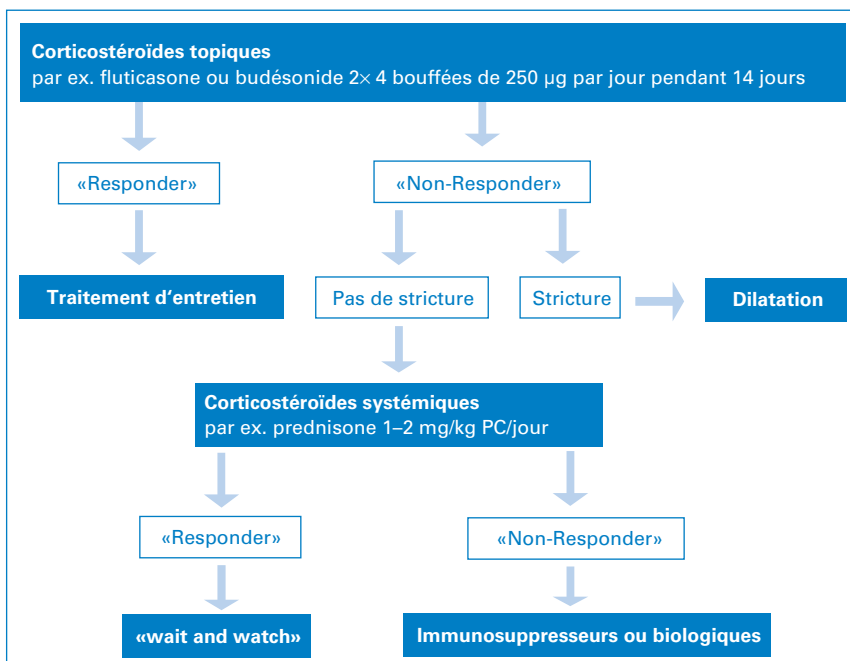 Corticostéroïdes topiques
par ex. fluticasone ou budésonide 2× 4 bouffées de 250 µg par jour pendant 14 jours
«Responder»
«Non-Responder»
Traitement d’entretien
Pas de stricture
Stricture
Dilatation
Corticostéroïdes systémiques
par ex. prednisone 1–2 mg/kg PC/jour
«Responder»
«Non-Responder»
«wait and watch»
Immunosuppresseurs ou biologiques